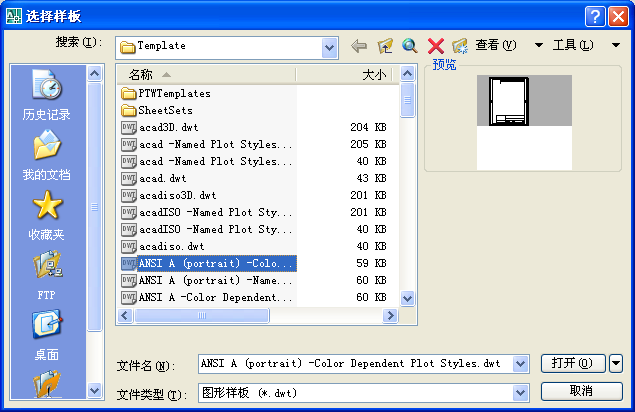 选择样板
搜索(I):
Template
查看(V)
工具(L)
名称
大小
预览
PTWTemplates
SheetSets
acad3D.dwt 204 KB
acad -Named Plot Styles... 205 KB
acad -Named Plot Styles... 40 KB
acad.dwt 43 KB
acadiso3D.dwt 201 KB
acadISO -Named Plot Sty... 201 KB
acadISO -Named Plot Sty... 40 KB
acadiso.dwt 40 KB
ANSI A (portrait) -Colo... 59 KB
ANSI A (portrait) -Name... 60 KB
ANSI A -Color Dependent... 60 KB
历史记录
我的文档
收藏夹
FTP
桌面
文件名(N):
ANSI A (portrait) -Color Dependent Plot Styles.dwt
打开(O)
文件类型(T):
图形样板 (*.dwt)
取消